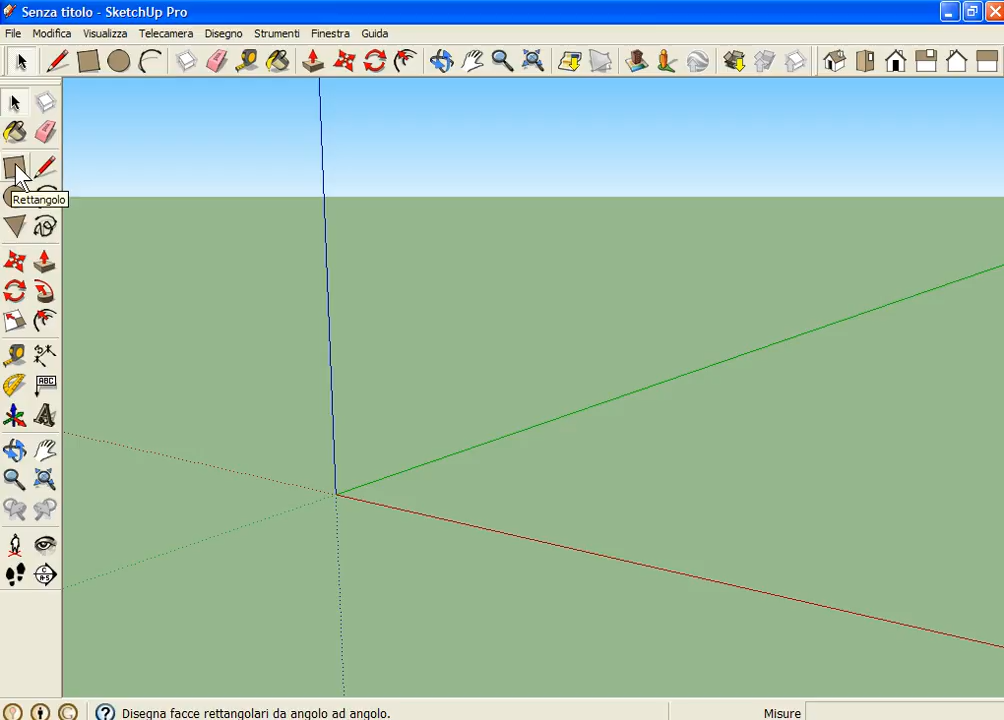 Senza titolo - SketchUp Pro
File Modifica Visualizza Telecamera Disegno Strumenti Finestra Guida
Rettangolo
ABC
A
Disegna facce rettangolari da angolo ad angolo.
Misure